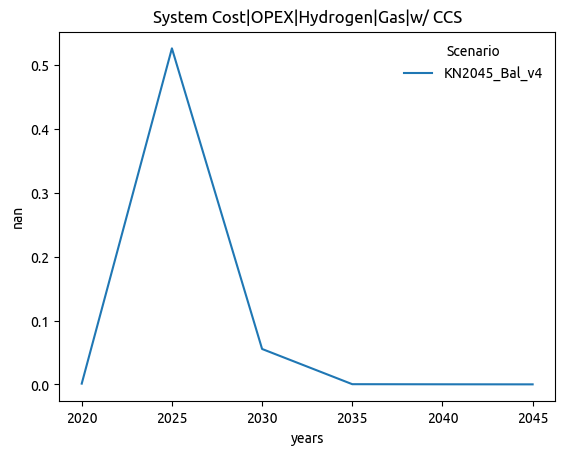 System Cost|OPEX|Hydrogen|Gas|w/ CCS
Scenario
KN2045_Bal_v4
nan
0.5
0.4
0.3
0.2
0.1
0.0
2020 2025 2030 2035 2040 2045
years